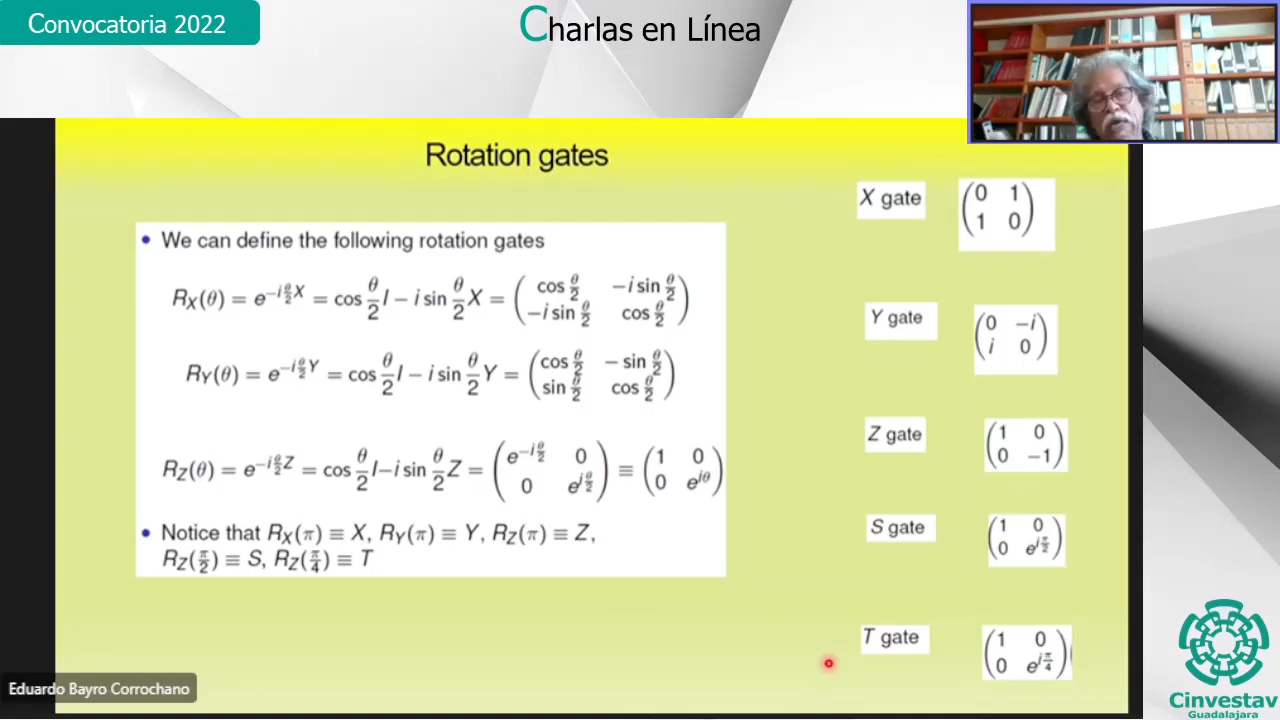 Convocatoria 2022
Charlas en Línea
Rotation gates
• We can define the following rotation gates
R_X(θ) = e^{-i θ/2 X} = cos θ/2 I − i sin θ/2 X = ( cos θ/2  −i sin θ/2 ; −i sin θ/2  cos θ/2 )
R_Y(θ) = e^{-i θ/2 Y} = cos θ/2 I − i sin θ/2 Y = ( cos θ/2  − sin θ/2 ; sin θ/2  cos θ/2 )
R_Z(θ) = e^{-i θ/2 Z} = cos θ/2 I − i sin θ/2 Z = ( e^{-i θ/2}  0 ; 0  e^{i θ/2} ) ≡ ( 1  0 ; 0  e^{iθ} )
• Notice that R_X(π) ≡ X, R_Y(π) ≡ Y, R_Z(π) ≡ Z,
R_Z(π/2) ≡ S, R_Z(π/4) ≡ T
X gate ( 0  1 ; 1  0 )
Y gate ( 0  −i ; i  0 )
Z gate ( 1  0 ; 0  −1 )
S gate ( 1  0 ; 0  e^{i π/2} )
T gate ( 1  0 ; 0  e^{i π/4} )
Eduardo Bayro Corrochano
Cinvestav
Guadalajara